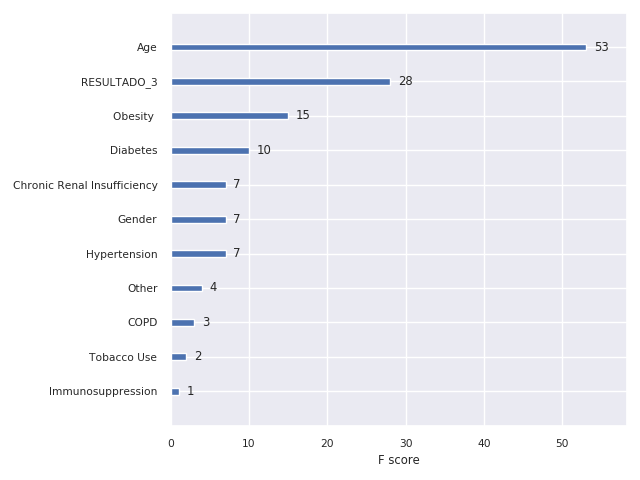 Age 53
RESULTADO_3 28
Obesity 15
Diabetes 10
Chronic Renal Insufficiency 7
Gender 7
Hypertension 7
Other 4
COPD 3
Tobacco Use 2
Immunosuppression 1
0 10 20 30 40 50
F score